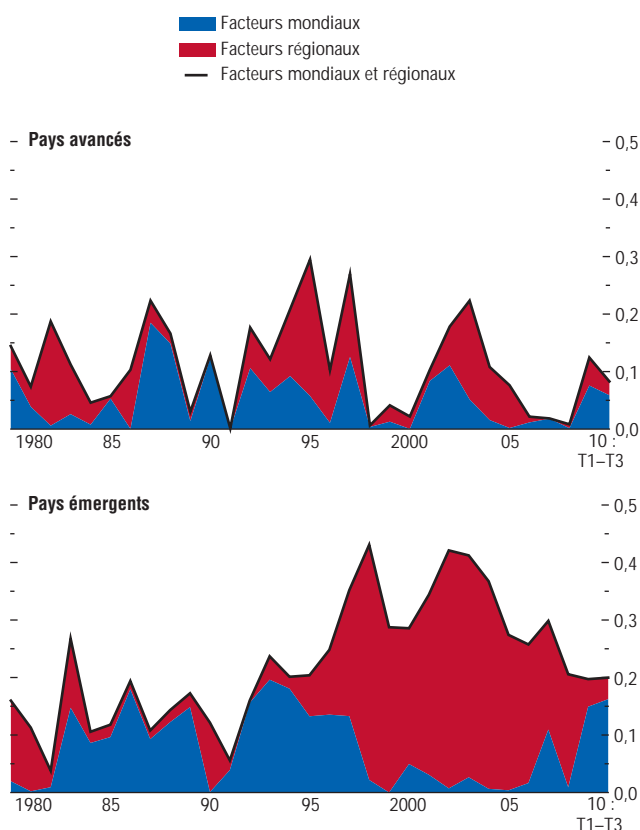 Facteurs mondiaux
Facteurs régionaux
Facteurs mondiaux et régionaux
Pays avancés
0,5
0,4
0,3
0,2
0,1
0,0
1980 85 90 95 2000 05 10 :
T1–T3
Pays émergents
0,5
0,4
0,3
0,2
0,1
0,0
1980 85 90 95 2000 05 10 :
T1–T3